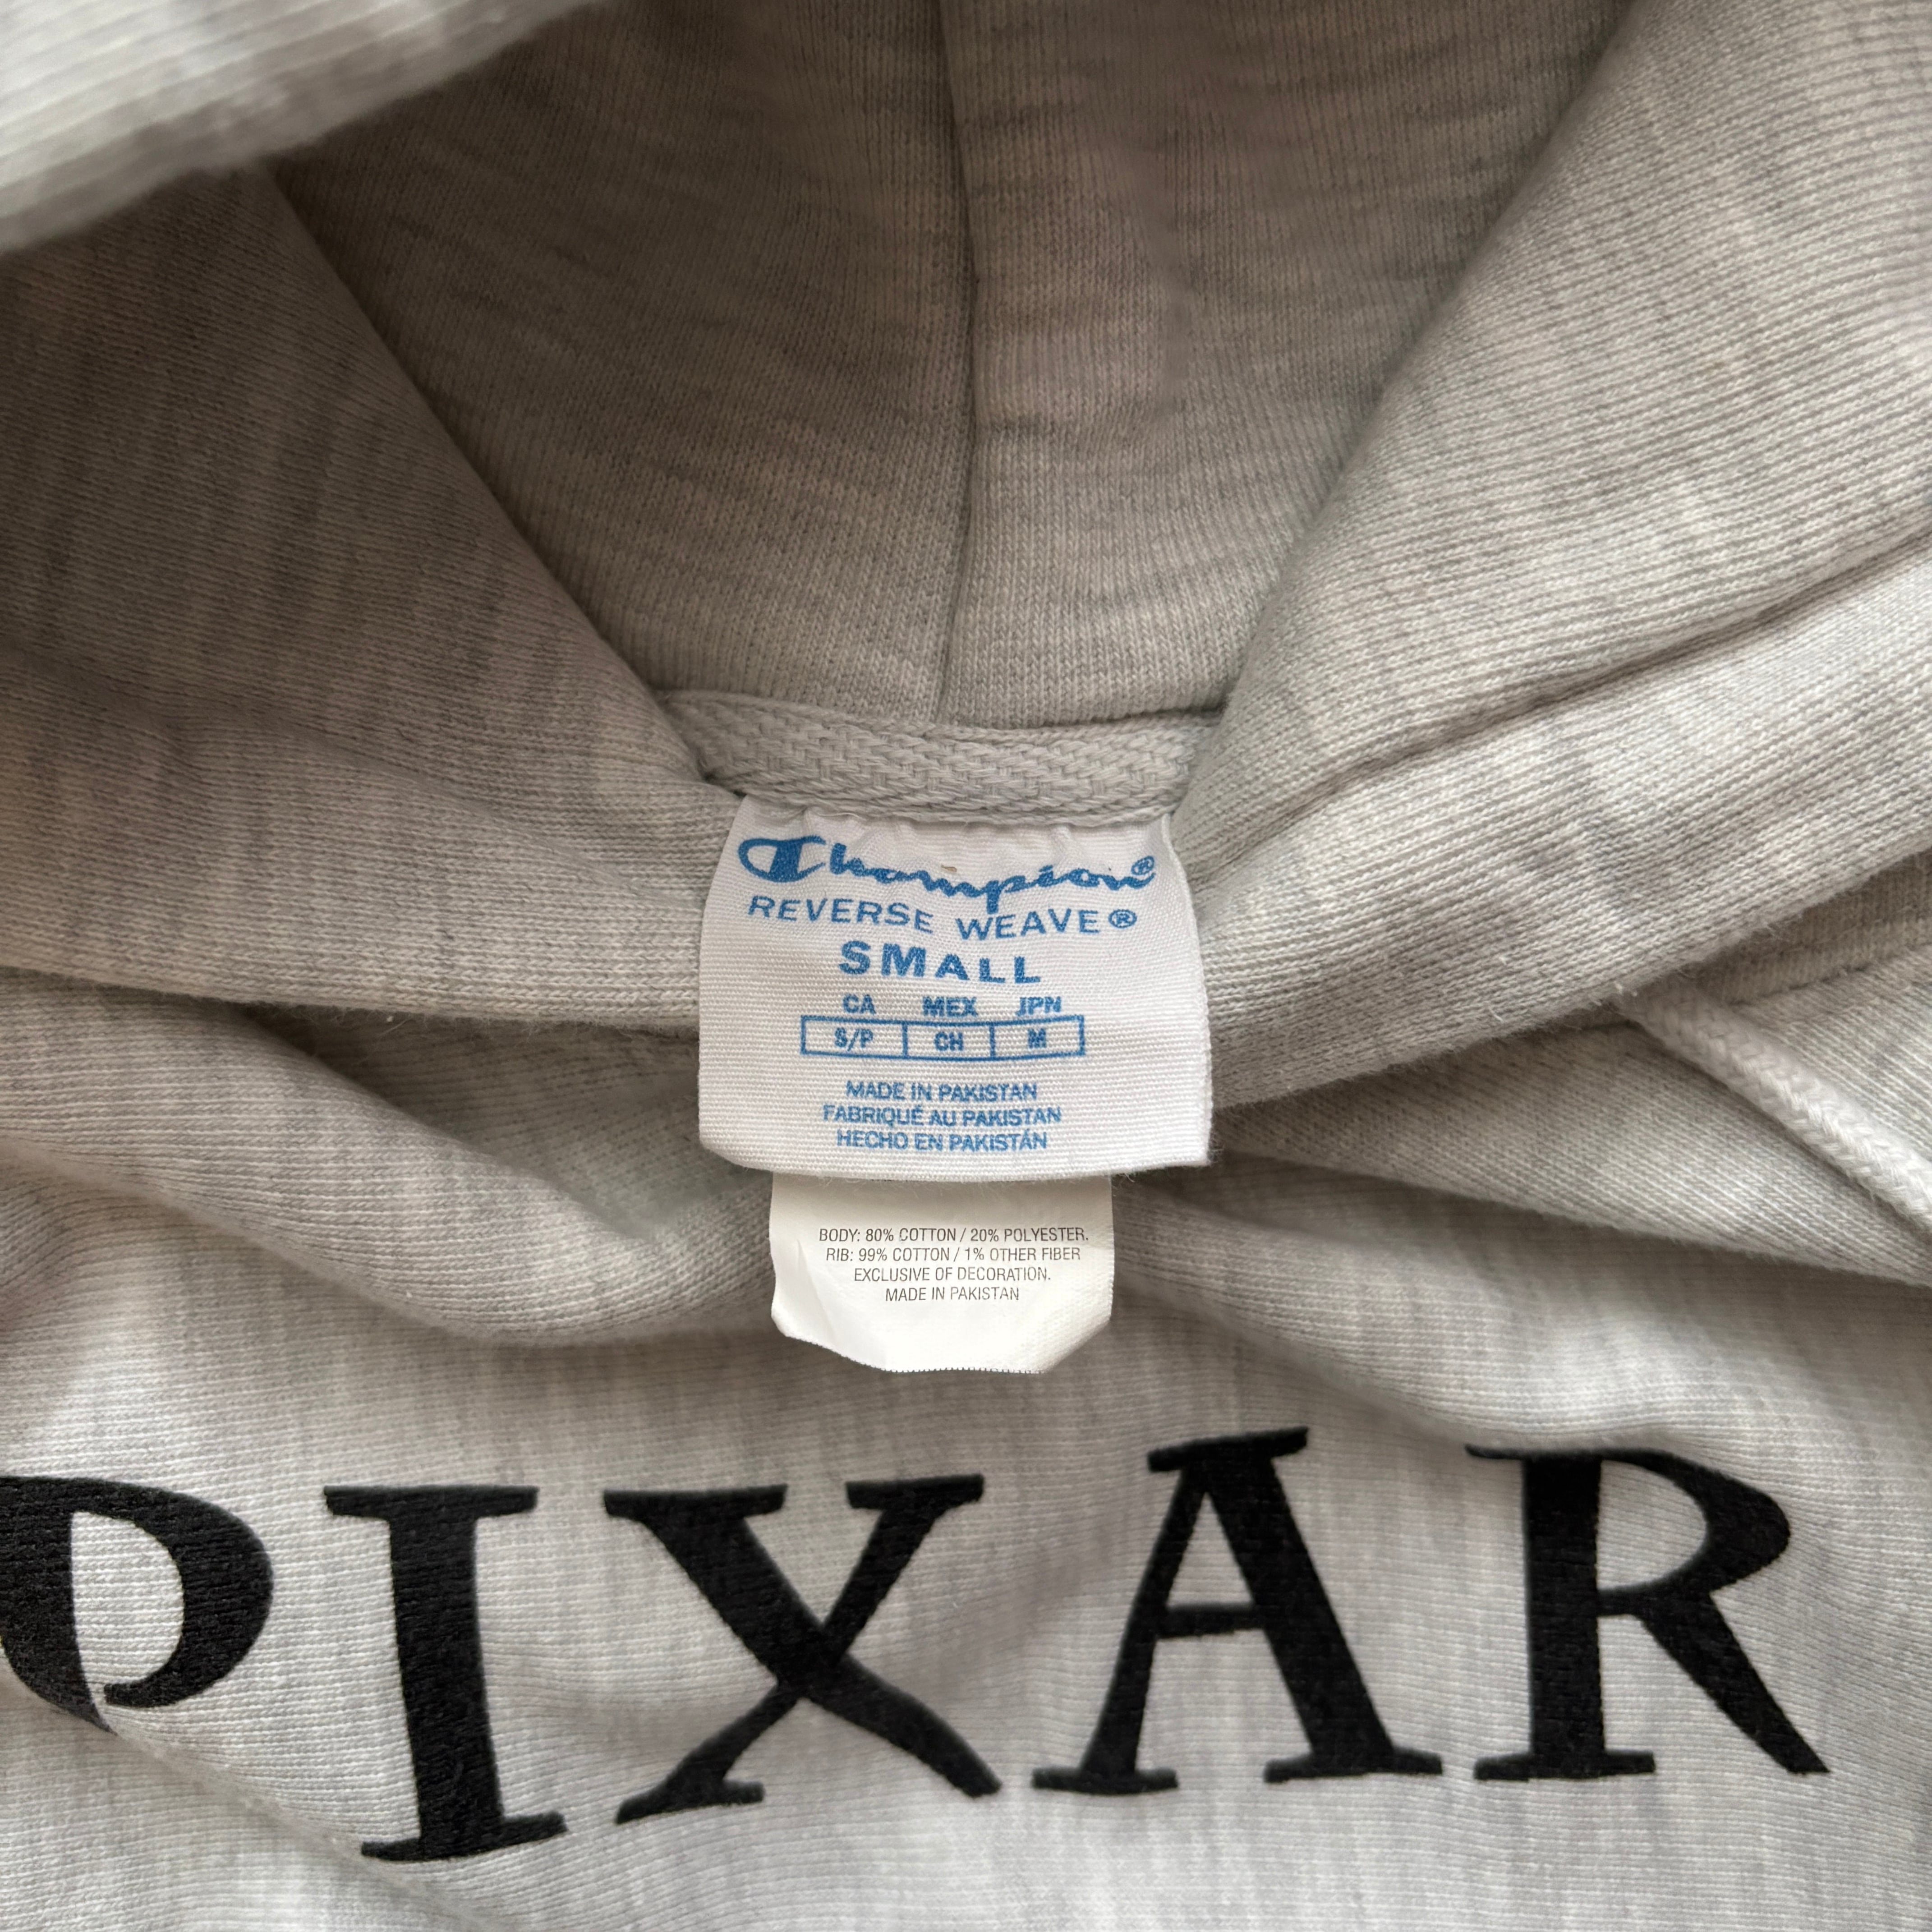 Champion®
REVERSE WEAVE®
SMALL
CA MEX JPN
S/P CH M
MADE IN PAKISTAN
FABRIQUÉ AU PAKISTAN
HECHO EN PAKISTÁN
BODY: 80% COTTON / 20% POLYESTER.
RIB: 99% COTTON / 1% OTHER FIBER
EXCLUSIVE OF DECORATION.
MADE IN PAKISTAN
PIXAR